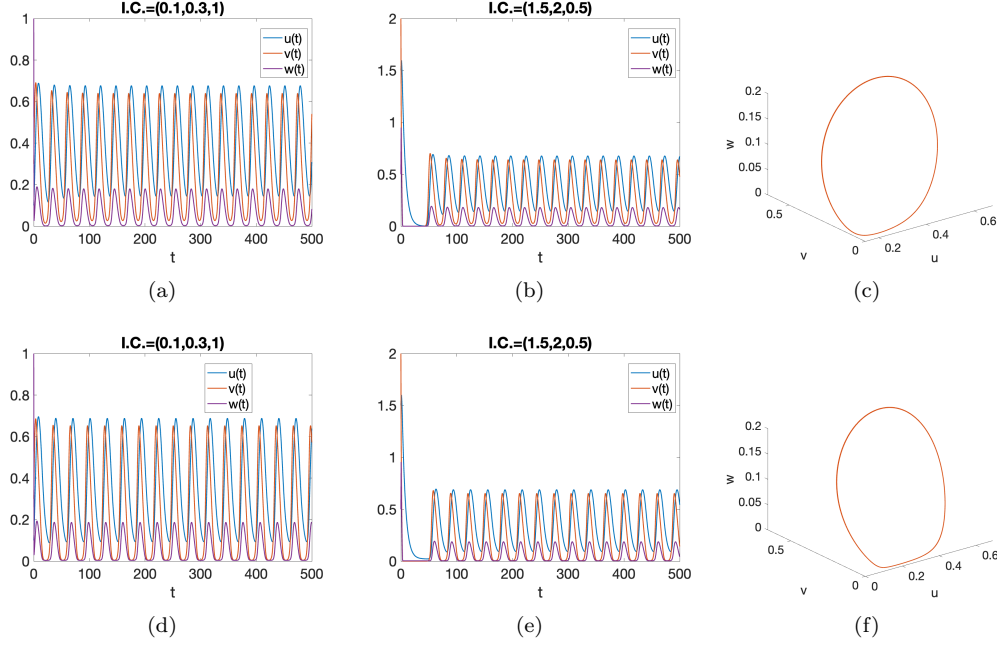 I.C.=(0.1,0.3,1)
1
0.8
0.6
0.4
0.2
0
0 100 200 300 400 500
t
u(t)
v(t)
w(t)
(a)
I.C.=(1.5,2,0.5)
2
1.5
1
0.5
0
0 100 200 300 400 500
t
u(t)
v(t)
w(t)
(b)
0.2
0.15
0.1
0.05
0
w
0.5
0
v
0.2
0.4
0.6
u
(c)
I.C.=(0.1,0.3,1)
1
0.8
0.6
0.4
0.2
0
0 100 200 300 400 500
t
u(t)
v(t)
w(t)
(d)
I.C.=(1.5,2,0.5)
2
1.5
1
0.5
0
0 100 200 300 400 500
t
u(t)
v(t)
w(t)
(e)
0.2
0.15
0.1
0.05
0
w
0.5
0
v
0
0.2
0.4
0.6
u
(f)